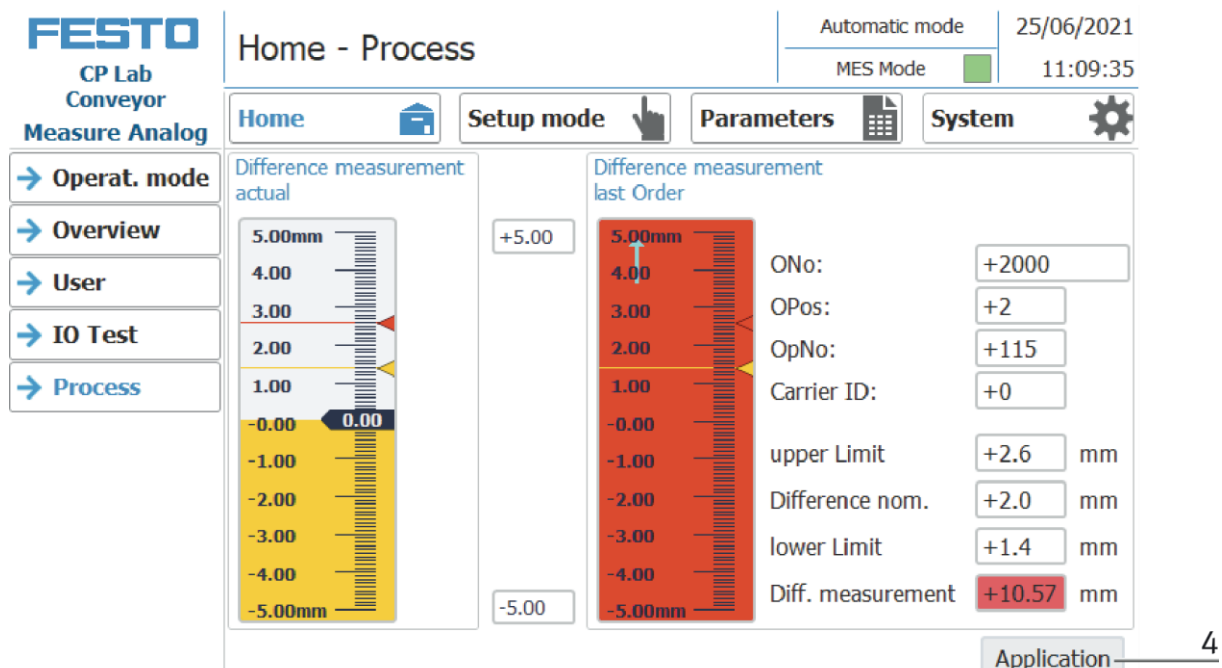 FESTO
CP Lab
Conveyor
Measure Analog
Home - Process
Automatic mode
MES Mode
25/06/2021
11:09:35
Home
Setup mode
Parameters
System
Operat. mode
Overview
User
IO Test
Process
Difference measurement
actual
5.00mm
4.00
3.00
2.00
1.00
-0.00
0.00
-1.00
-2.00
-3.00
-4.00
-5.00mm
+5.00
-5.00
Difference measurement
last Order
5.00mm
4.00
3.00
2.00
1.00
-0.00
-1.00
-2.00
-3.00
-4.00
-5.00mm
ONo: +2000
OPos: +2
OpNo: +115
Carrier ID: +0
upper Limit +2.6 mm
Difference nom. +2.0 mm
lower Limit +1.4 mm
Diff. measurement +10.57 mm
Application
4